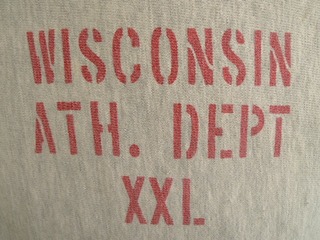 WISCONSIN
ATH. DEPT
XXL